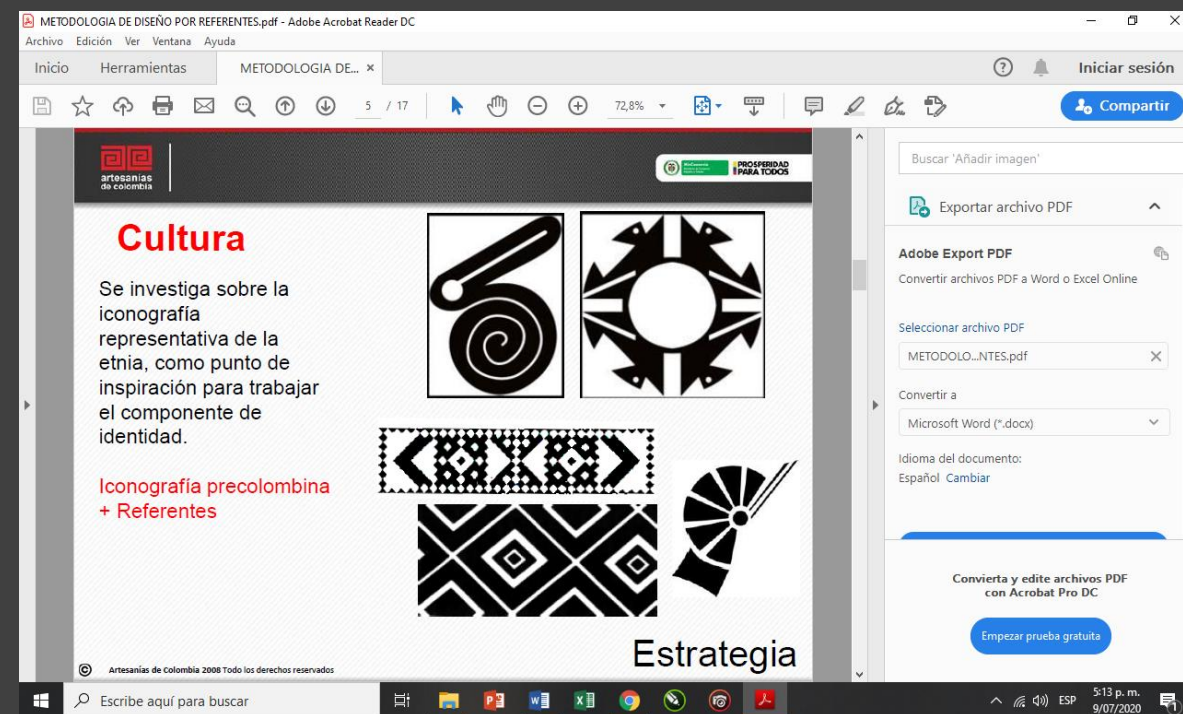 METODOLOGIA DE DISEÑO POR REFERENTES.pdf - Adobe Acrobat Reader DC
Archivo Edición Ver Ventana Ayuda
Inicio Herramientas METODOLOGIA DE... ×
Iniciar sesión
5 / 17
72,8%
Compartir
artesanías
de colombia
PROSPERIDAD
PARA TODOS
Cultura
Se investiga sobre la
iconografía
representativa de la
etnia, como punto de
inspiración para trabajar
el componente de
identidad.
Iconografía precolombina
+ Referentes
Estrategia
© Artesanías de Colombia 2008 Todo los derechos reservados
Buscar 'Añadir imagen'
Exportar archivo PDF
Adobe Export PDF
Convertir archivos PDF a Word o Excel Online
Seleccionar archivo PDF
METODOLO...NTES.pdf
Convertir a
Microsoft Word (*.docx)
Idioma del documento:
Español Cambiar
Convierta y edite archivos PDF
con Acrobat Pro DC
Empezar prueba gratuita
Escribe aquí para buscar
ESP
5:13 p. m.
9/07/2020
1